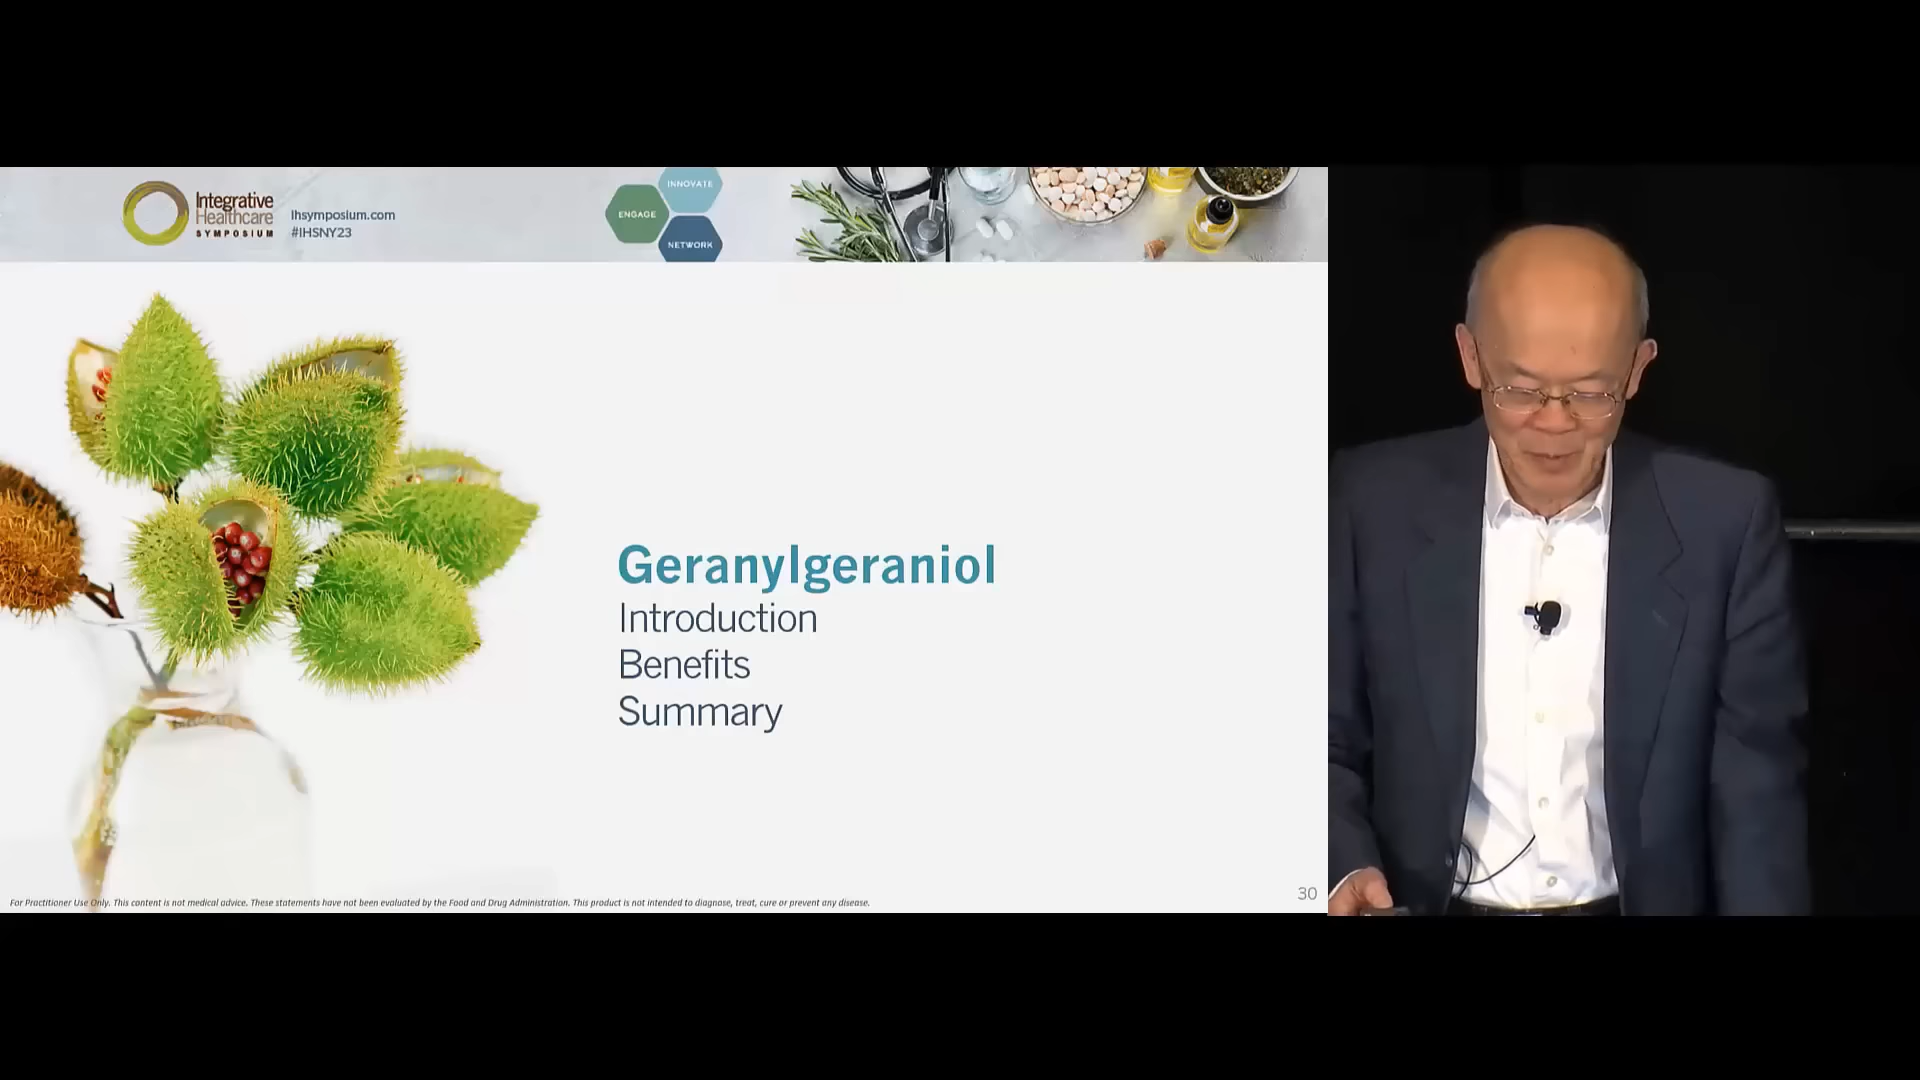 Integrative
Healthcare
SYMPOSIUM
ihsymposium.com
#IHSNY23
INNOVATE
ENGAGE
NETWORK
Geranylgeraniol
Introduction
Benefits
Summary
For Practitioner Use Only. This content is not medical advice. These statements have not been evaluated by the Food and Drug Administration. This product is not intended to diagnose, treat, cure or prevent any disease.
30